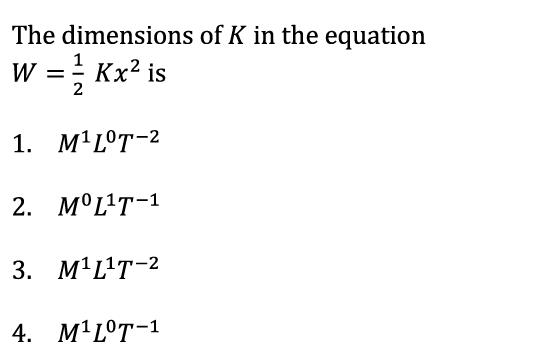 The dimensions of K in the equation
W = 1/2 Kx² is
1. M¹L⁰T⁻²
2. M⁰L¹T⁻¹
3. M¹L¹T⁻²
4. M¹L⁰T⁻¹